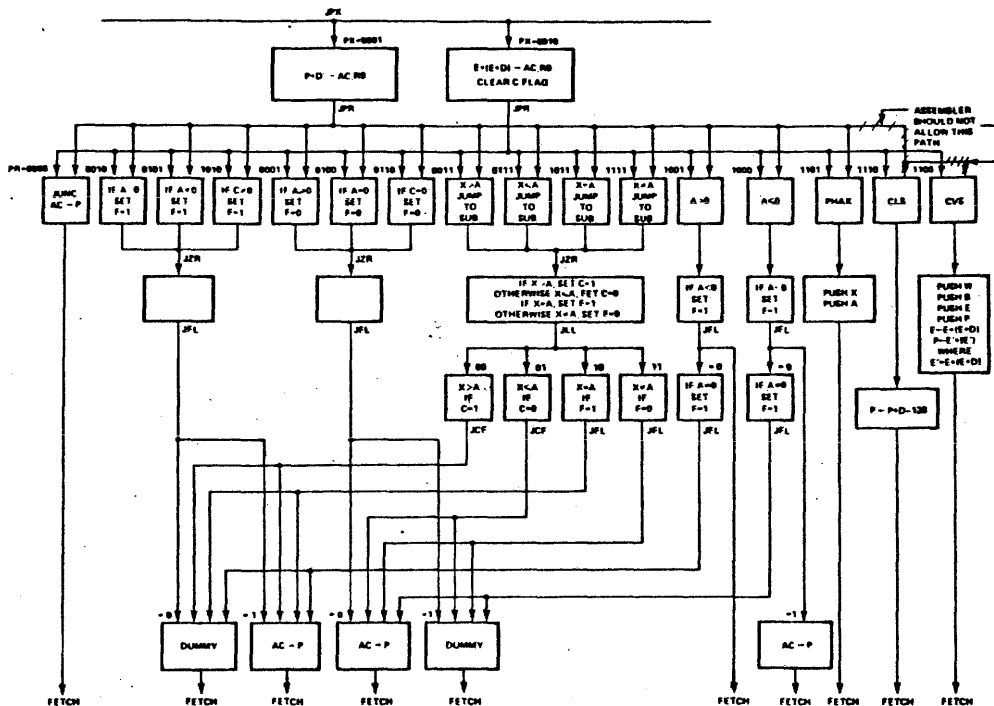 JPX
PX=0001
PX=0010
P+D' → AC,R0
E+(E+D) → AC,R0
CLEAR C FLAG
JPR
JPR
ASSEMBLER
SHOULD NOT
ALLOW THIS
PATH
PR=0000
0010
0101
1010
0001
0100
0110
0011
0111
1011
1111
1001
1000
1101
1110
1100
JUNC
AC → P
IF A=0
SET
F=1
IF A<0
SET
F=1
SET
F=1
SET
F=0
IF A=0
SET
F=0
IF C=0
SET
F=0
X>A
JUMP
TO
SUB
X<A
JUMP
TO
SUB
X=A
JUMP
TO
SUB
X≠A
JUMP
TO
SUB
A>0
A<0
PHAX
CLS
CVS
JZR
JZR
JZR
IF X>A, SET C=1
OTHERWISE X<A, FET C=0
IF X=A, SET F=1
OTHERWISE X≠A, SET F=0
IF A<0
SET
F=1
SET
F=1
PUSH X
PUSH A
PUSH W
PUSH B
PUSH E
PUSH P
WHERE
JFL
JFL
JLL
JFL
JFL
00
01
10
11
=0
=0
X>A
IF
C=1
X<A
IF
C=0
X=A
IF
F=1
X≠A
IF
F=0
IF A=0
SET
F=1
IF A=0
SET
F=1
P ← P+D-128
JCF
JCF
JFL
JFL
JFL
JFL
=0
=1
=0
=1
=1
DUMMY
AC → P
AC → P
DUMMY
AC → P
FETCH
FETCH
FETCH
FETCH
FETCH
FETCH
FETCH
FETCH
FETCH
FETCH